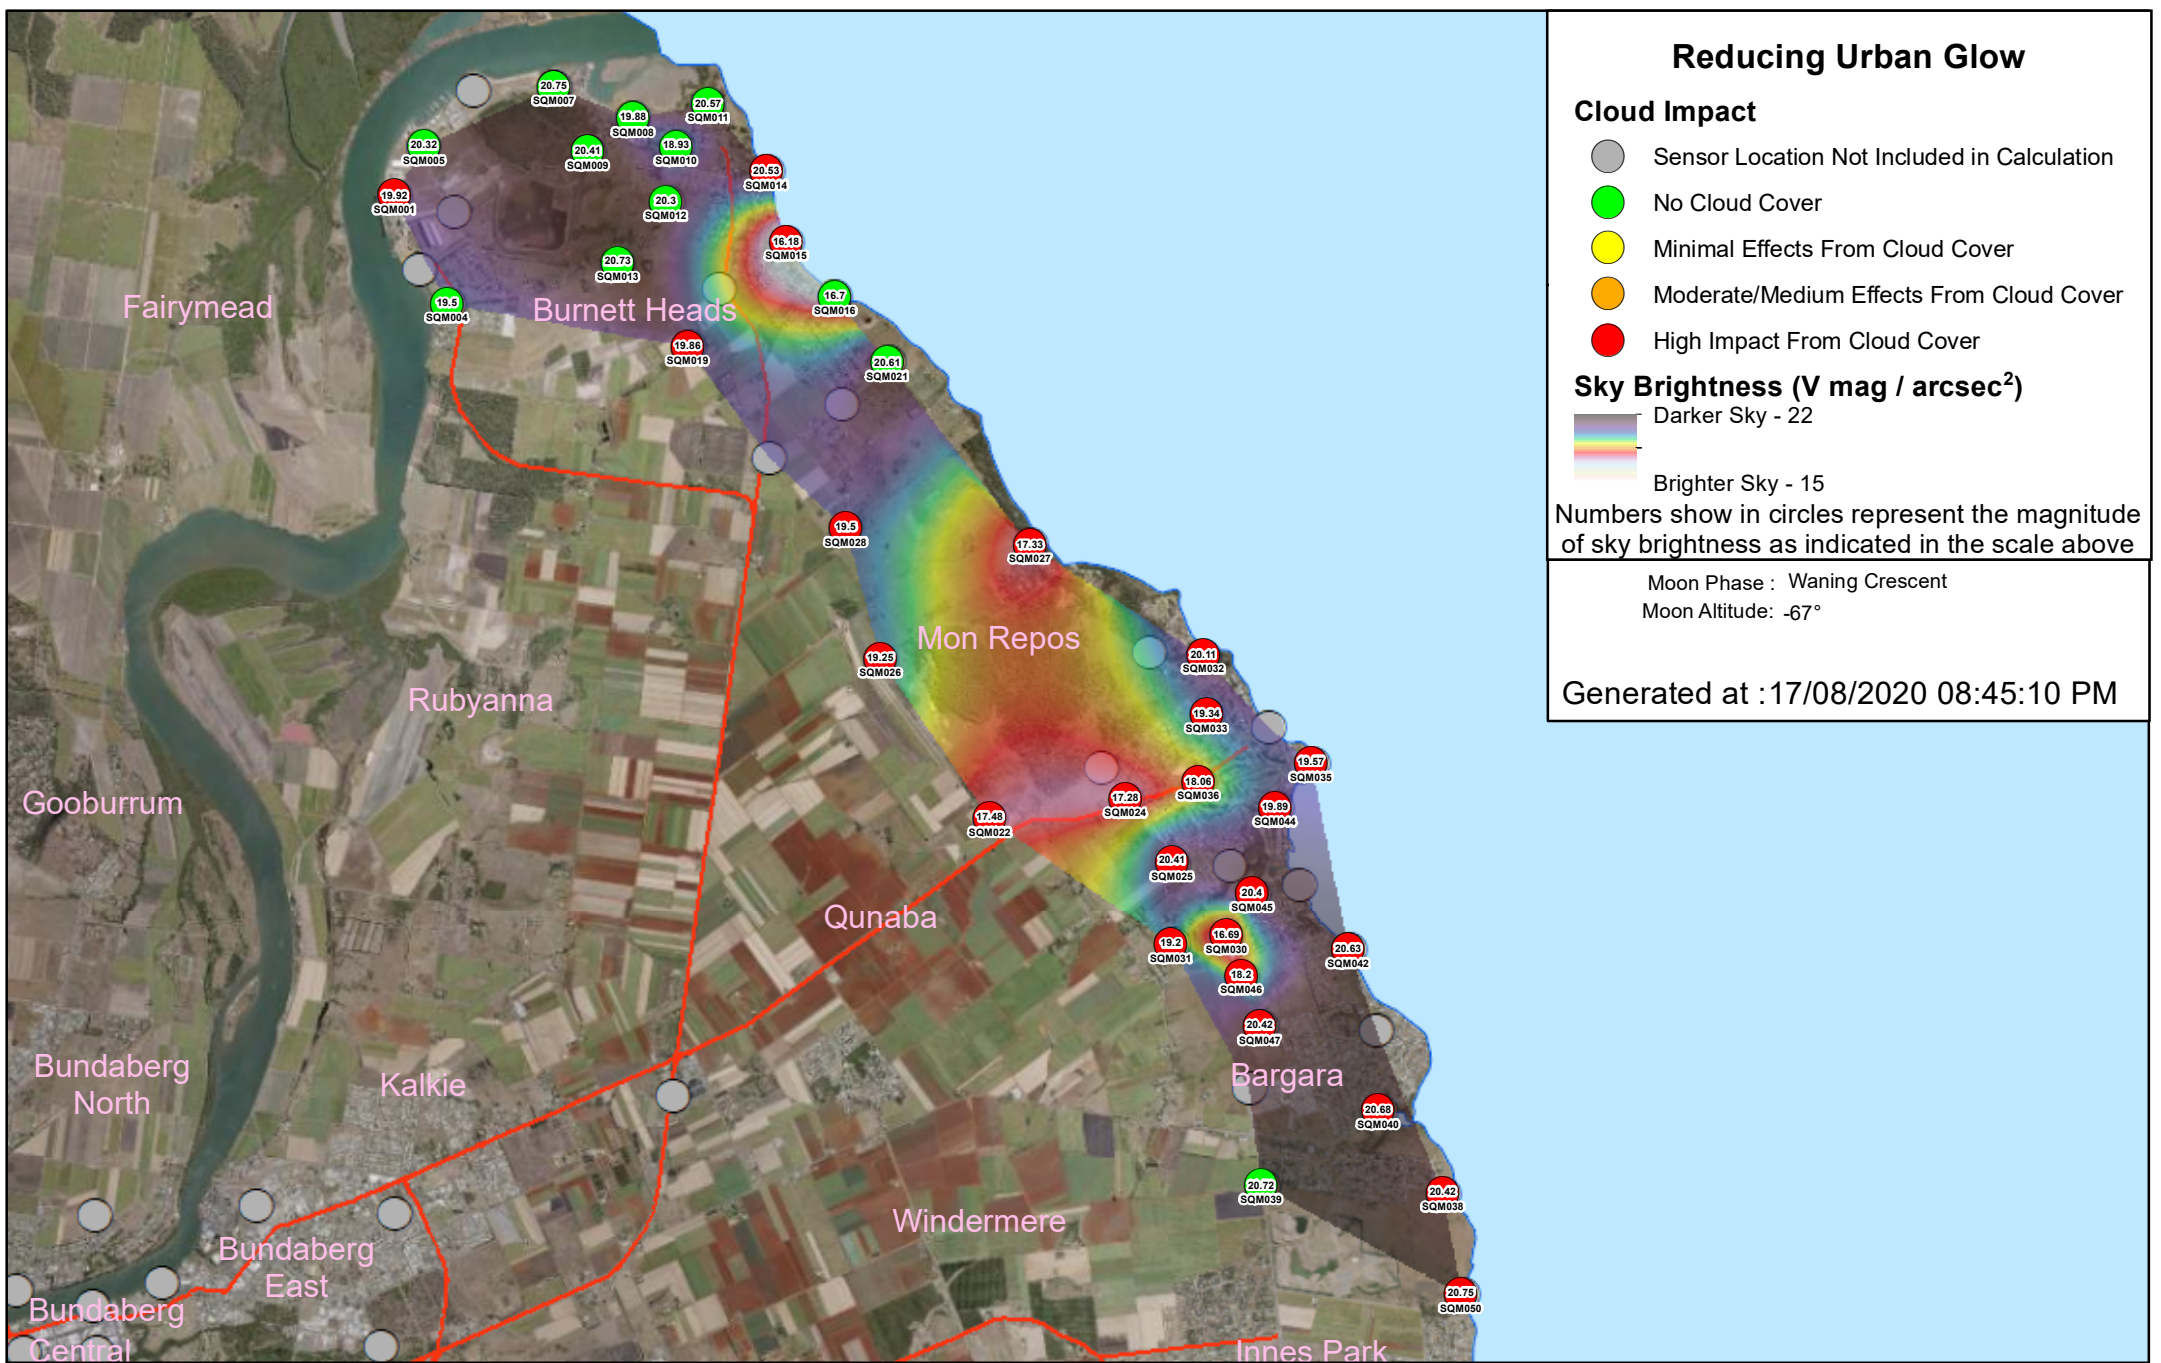 Reducing Urban Glow
Cloud Impact
Sensor Location Not Included in Calculation
No Cloud Cover
Minimal Effects From Cloud Cover
Moderate/Medium Effects From Cloud Cover
High Impact From Cloud Cover
Sky Brightness (V mag / arcsec²)
Darker Sky - 22
Brighter Sky - 15
Numbers show in circles represent the magnitude
of sky brightness as indicated in the scale above
Moon Phase : Waning Crescent
Moon Altitude: -67°
Generated at :17/08/2020 08:45:10 PM
20.75
SQM007
20.57
SQM011
19.88
SQM008
20.32
SQM005
20.41
SQM009
18.93
SQM010
20.53
SQM014
19.92
SQM001
20.3
SQM012
16.18
SQM015
20.73
SQM013
19.5
SQM004
16.7
SQM016
Fairymead
Burnett Heads
19.86
SQM019
20.61
SQM021
19.5
SQM028
17.33
SQM027
Mon Repos
19.25
SQM026
20.11
SQM032
Rubyanna
19.34
SQM033
19.57
SQM035
18.06
SQM036
17.28
SQM024
19.89
SQM044
17.48
SQM022
Gooburrum
20.41
SQM025
20.4
SQM045
Qunaba
16.69
SQM030
19.2
SQM031
20.63
SQM042
18.2
SQM046
20.42
SQM047
Bundaberg
North
Kalkie
Bargara
20.68
SQM040
20.72
SQM039
20.42
SQM038
Windermere
Bundaberg
East
20.75
SQM050
Bundaberg
Central
Innes Park